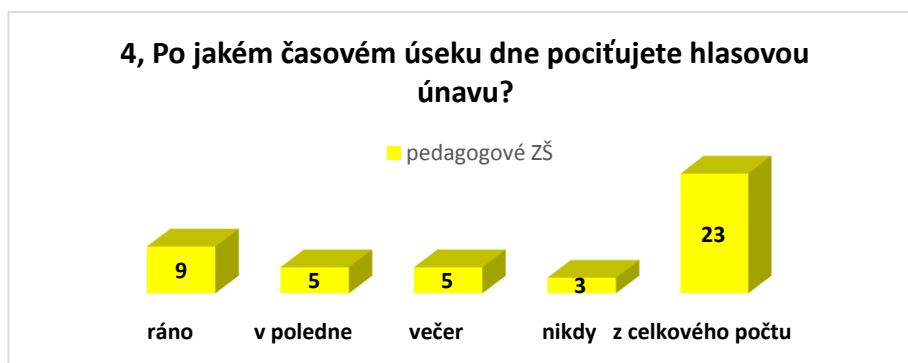 4, Po jakém časovém úseku dne pociťujete hlasovou
únavu?
pedagogové ZŠ
9
5
5
3
23
ráno
v poledne
večer
nikdy
z celkového počtu